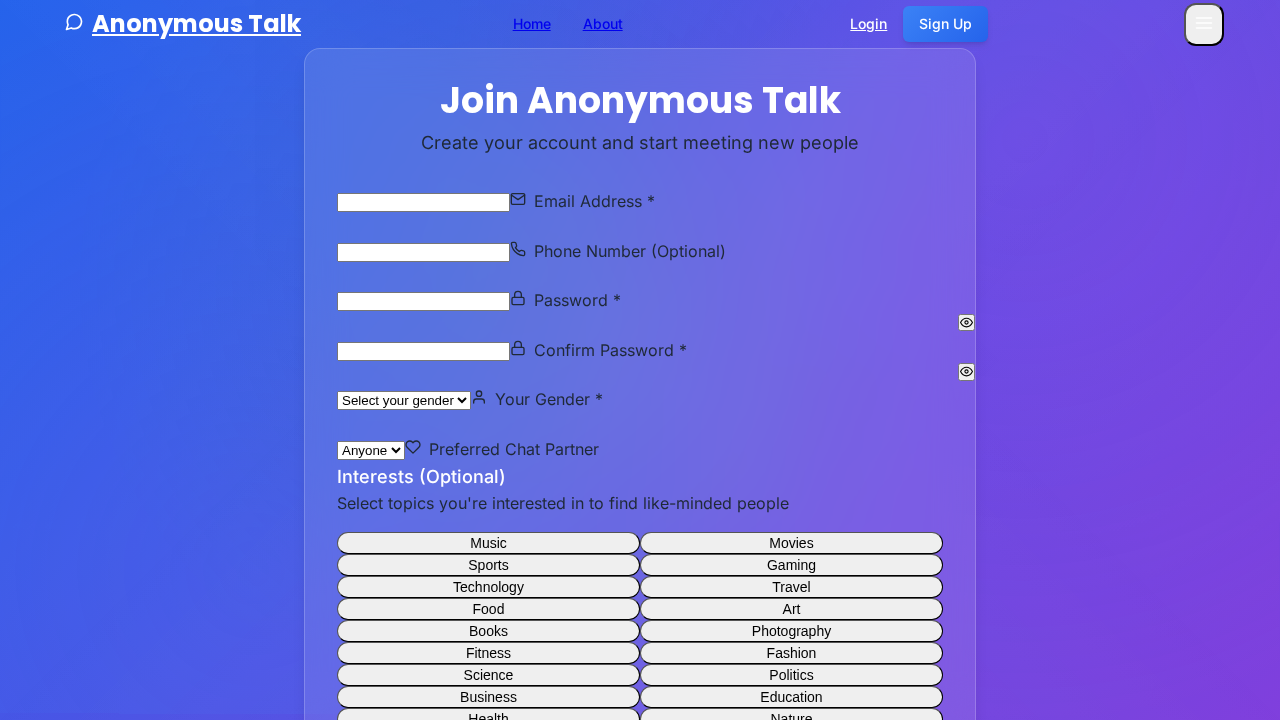 Anonymous Talk
Home
About
Login
Sign Up
Join Anonymous Talk
Create your account and start meeting new people
Email Address *
Phone Number (Optional)
Password *
Confirm Password *
Select your gender
Your Gender *
Anyone
Preferred Chat Partner
Interests (Optional)
Select topics you're interested in to find like-minded people
Music
Movies
Sports
Gaming
Technology
Travel
Food
Art
Books
Photography
Fitness
Fashion
Science
Politics
Business
Education
Health
Nature